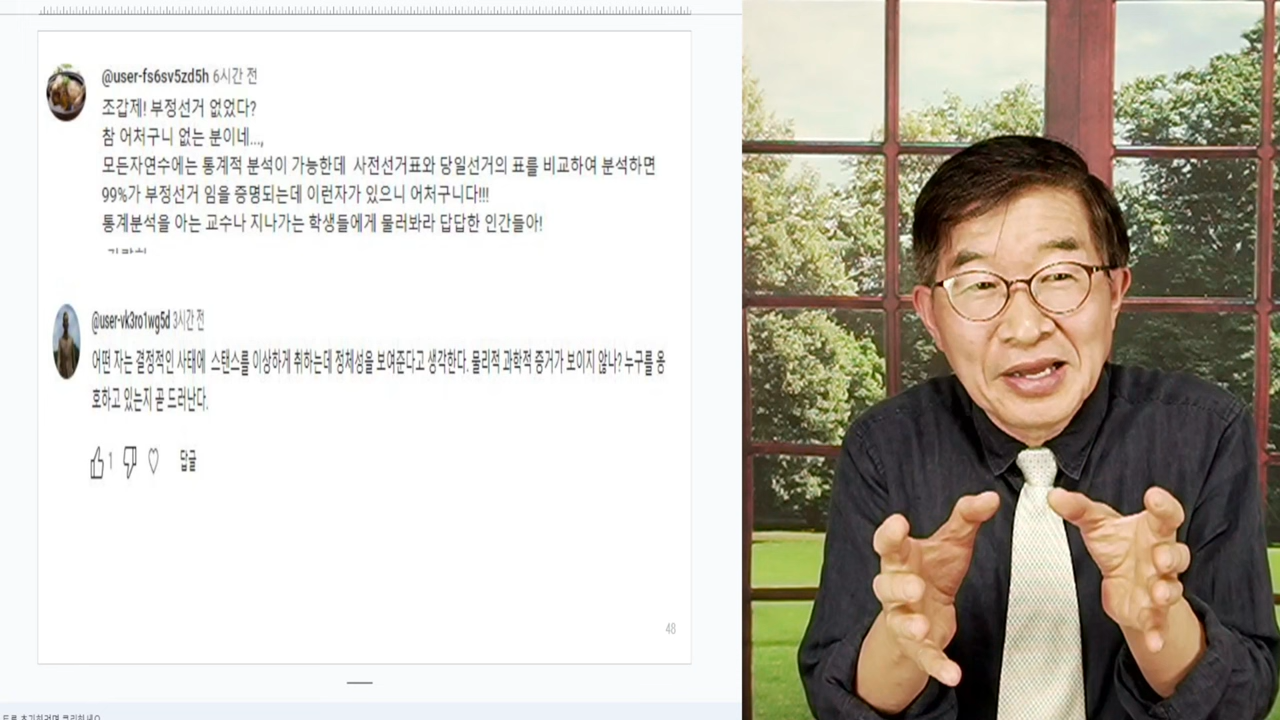 @user-fs6sv5zd5h 6시간 전
조갑제! 부정선거 없었다?
참 어처구니 없는 분이네...,
모든자연수에는 통계적 분석이 가능한데 사전선거표와 당일선거의 표를 비교하여 분석하면
99%가 부정선거 임을 증명되는데 이런자가 있으니 어처구니다!!!
통계분석을 아는 교수나 지나가는 학생들에게 물러봐라 답답한 인간들아!
@user-vk3ro1wg5d 3시간 전
어떤 자는 결정적인 사태에 스탠스를 이상하게 취하는데 정체성을 보여준다고 생각한다. 물리적 과학적 증거가 보이지 않나? 누구를 옹
호하고 있는지 곧 드러난다.
1 답글
48